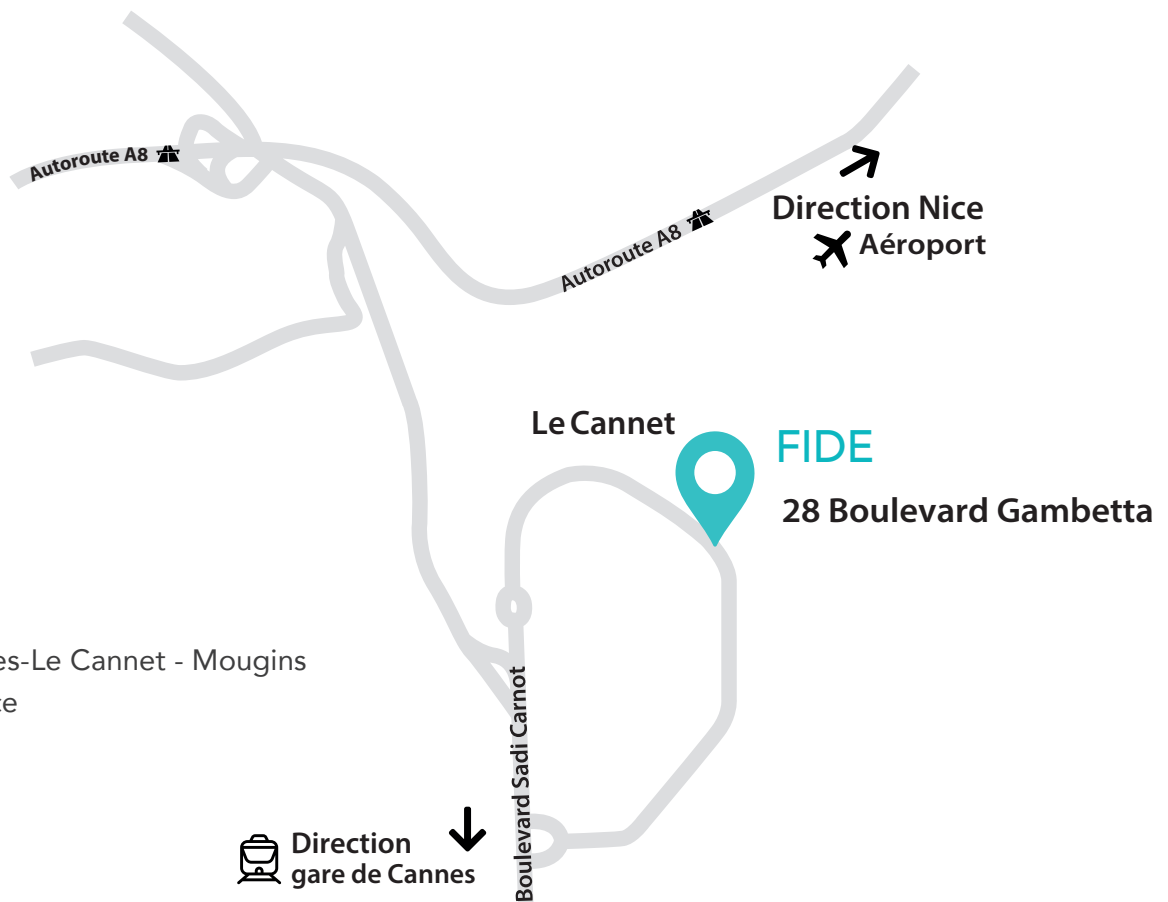 Autoroute A8
Autoroute A8
Direction Nice
Aéroport
Le Cannet
FIDE
28 Boulevard Gambetta
es-Le Cannet - Mougins
ce
Boulevard Sadi Carnot
Direction
gare de Cannes